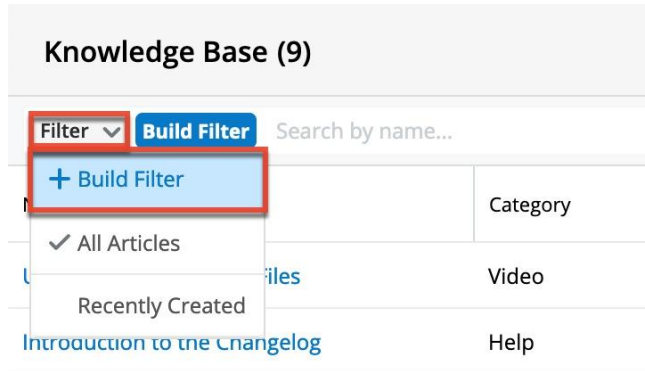 Knowledge Base (9)
Filter Build Filter Search by name...
+ Build Filter
Category
All Articles
Video
Recently Created
Introduction to the Changelog Help